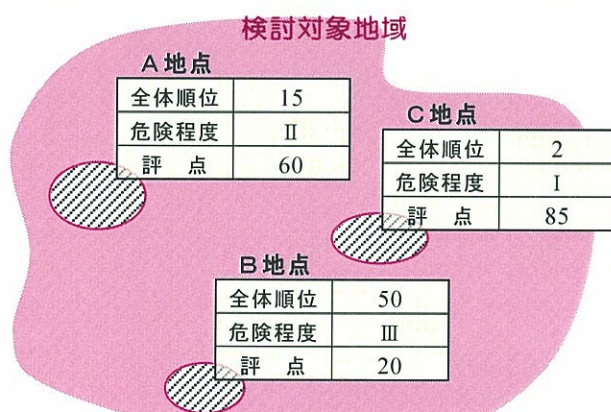 検討対象地域
A地点
全体順位 15
危険程度 Ⅱ
評 点 60
C地点
全体順位 2
危険程度 Ⅰ
評 点 85
B地点
全体順位 50
危険程度 Ⅲ
評 点 20